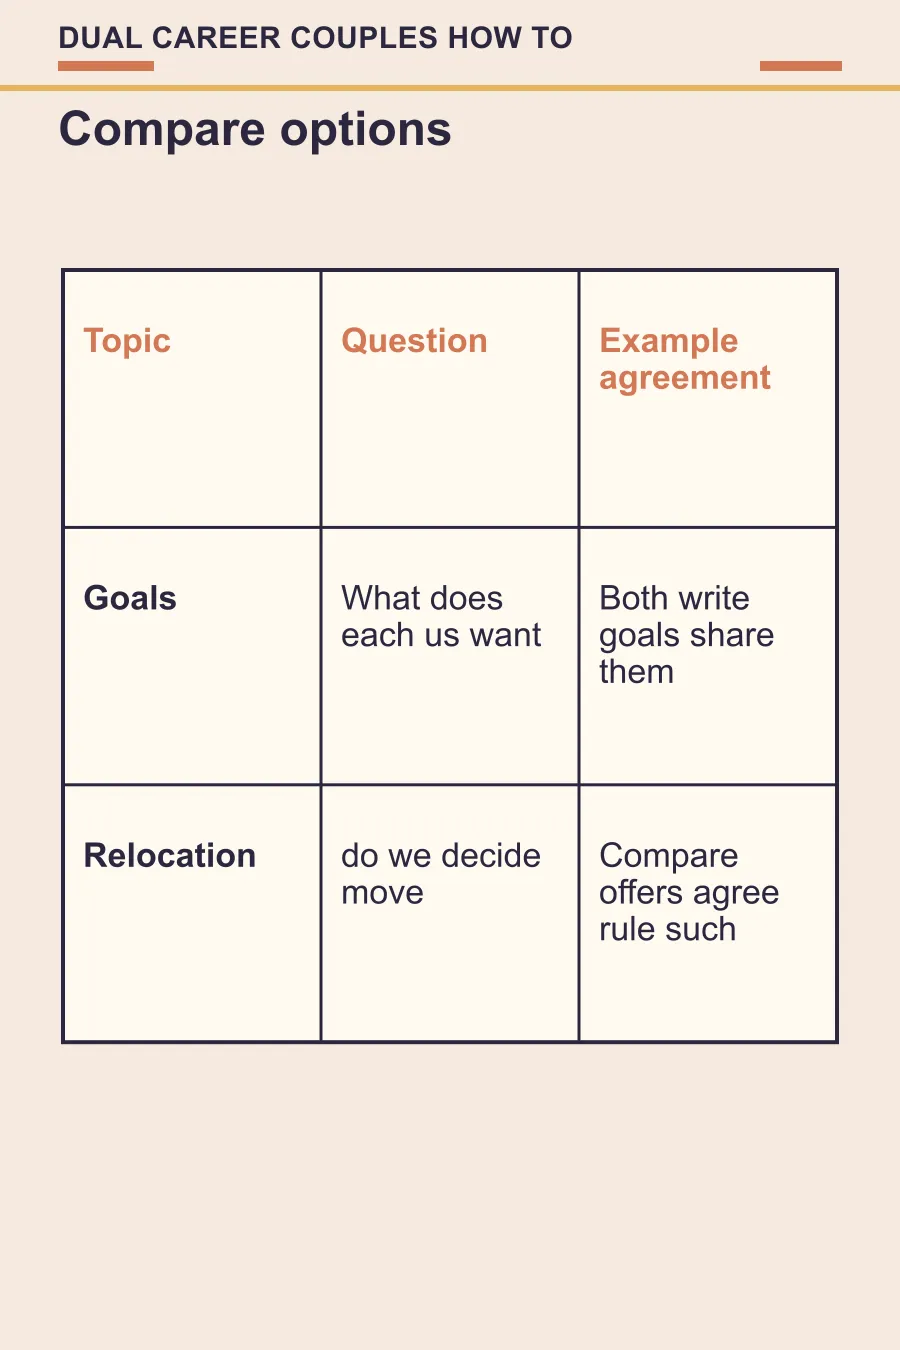 DUAL CAREER COUPLES HOW TO
Compare options
Topic
Question
Example
agreement
Goals
What does
each us want
Both write
goals share
them
Relocation
do we decide
move
Compare
offers agree
rule such